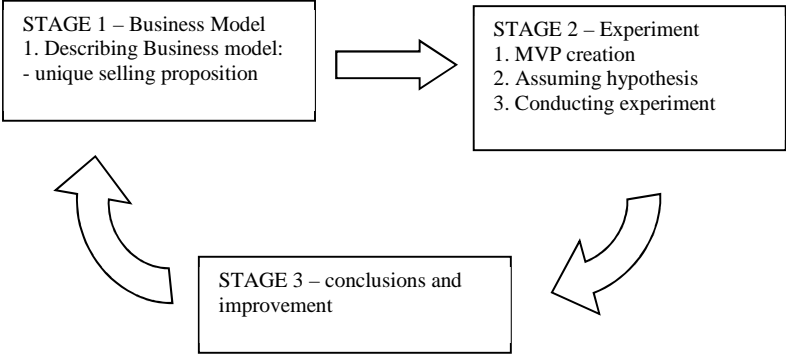 STAGE 1 – Business Model
1. Describing Business model:
- unique selling proposition
STAGE 2 – Experiment
1. MVP creation
2. Assuming hypothesis
3. Conducting experiment
STAGE 3 – conclusions and
improvement